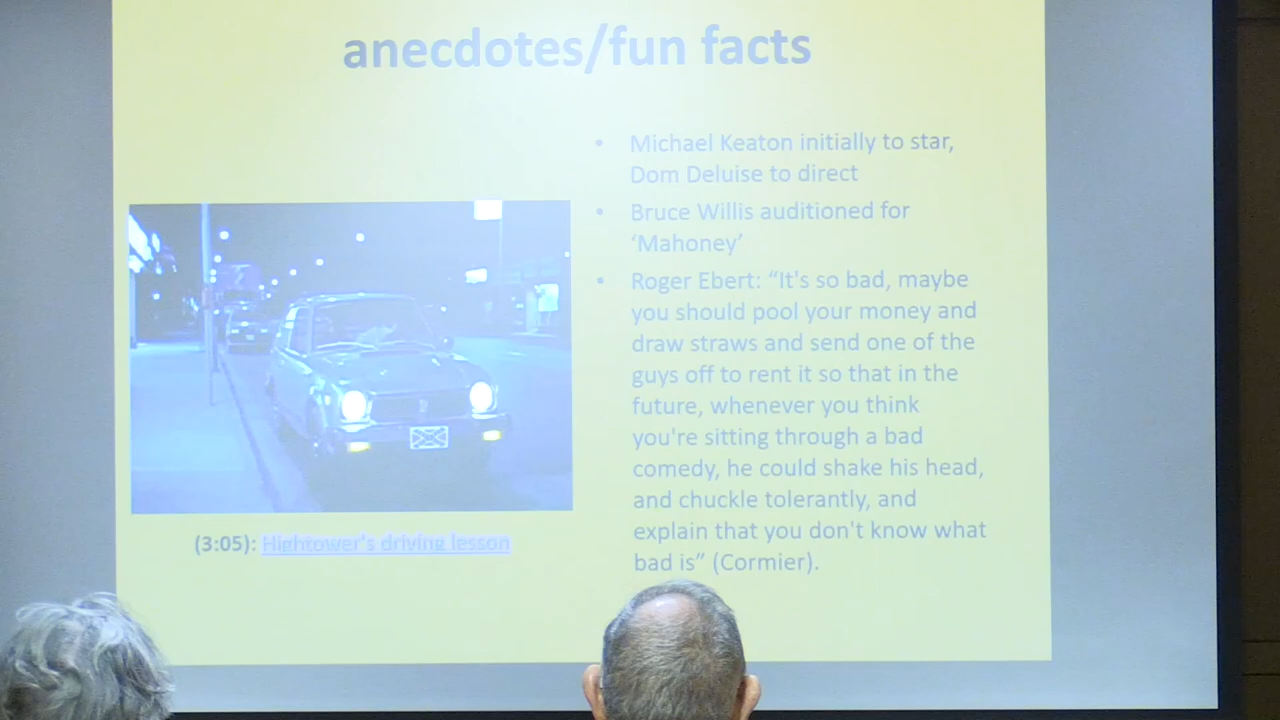 anecdotes/fun facts
• Michael Keaton initially to star,
Dom Deluise to direct
• Bruce Willis auditioned for
‘Mahoney’
• Roger Ebert: “It's so bad, maybe
you should pool your money and
draw straws and send one of the
guys off to rent it so that in the
future, whenever you think
you're sitting through a bad
comedy, he could shake his head,
and chuckle tolerantly, and
explain that you don't know what
bad is” (Cormier).
(3:05): Hightower's driving lesson